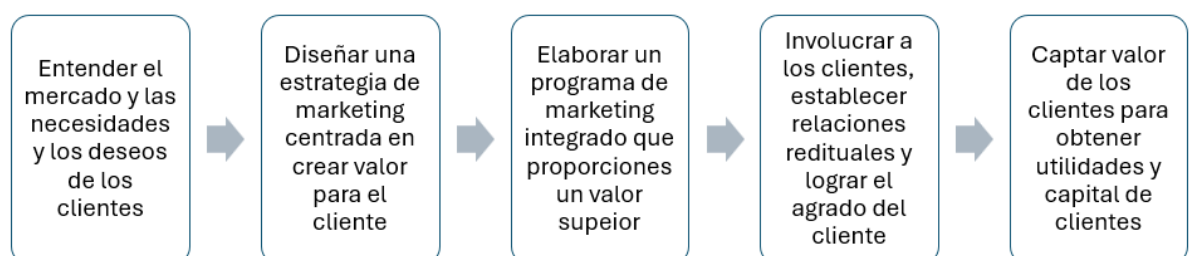 Entender el
mercado y las
necesidades
y los deseos
de los
clientes
Diseñar una
estrategia de
marketing
centrada en
crear valor
para el
cliente
Elaborar un
programa de
marketing
integrado que
proporciones
un valor
supeior
Involucrar a
los clientes,
establecer
relaciones
redituales y
lograr el
agrado del
cliente
Captar valor
de los
clientes para
obtener
utilidades y
capital de
clientes